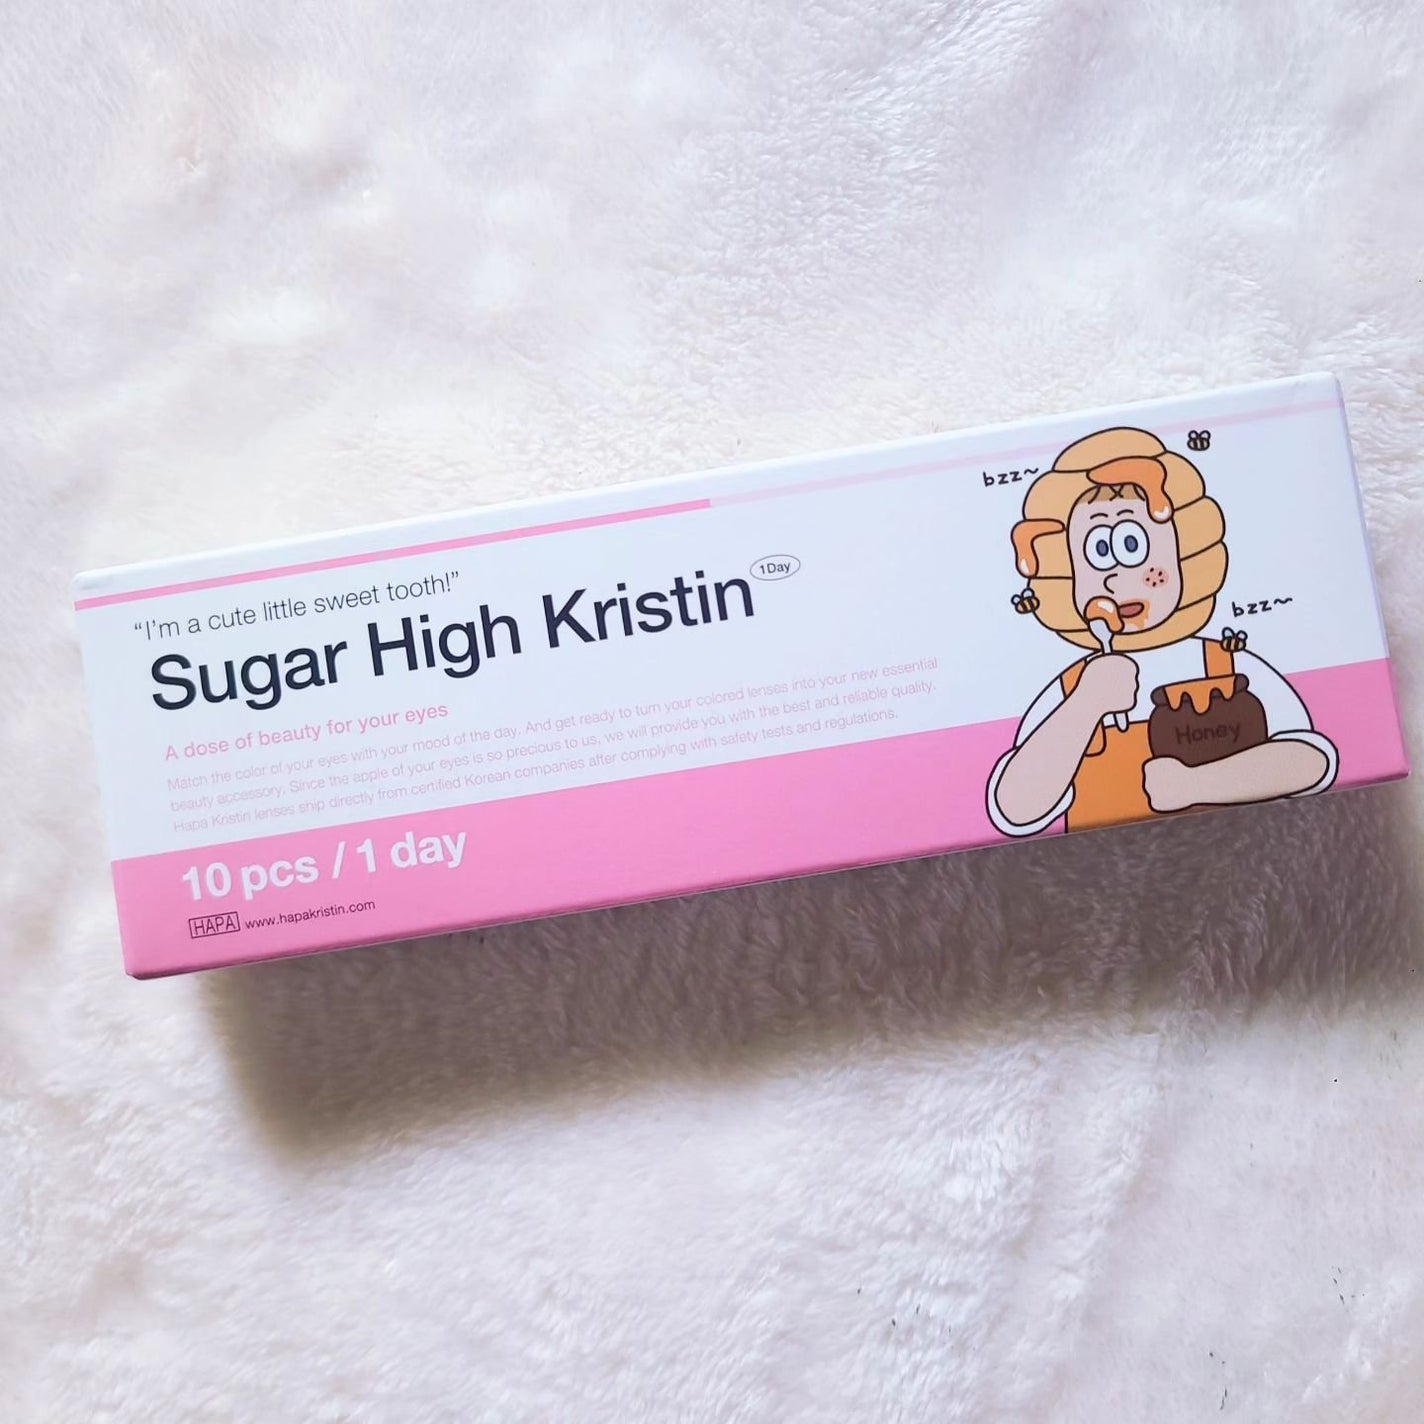 "I'm a cute little sweet tooth!"
Sugar High Kristin 1Day
A dose of beauty for your eyes
Match the color of your eyes with your mood of the day. And get ready to turn your colored lenses into your new essential
beauty accessory. Since the apple of your eyes is so precious to us, we will provide you with the best and reliable quality.
Hapa Kristin lenses ship directly from certified Korean companies after complying with safety tests and regulations.
10 pcs / 1 day
HAPA www.hapakristin.com
bzz~
bzz~
Honey